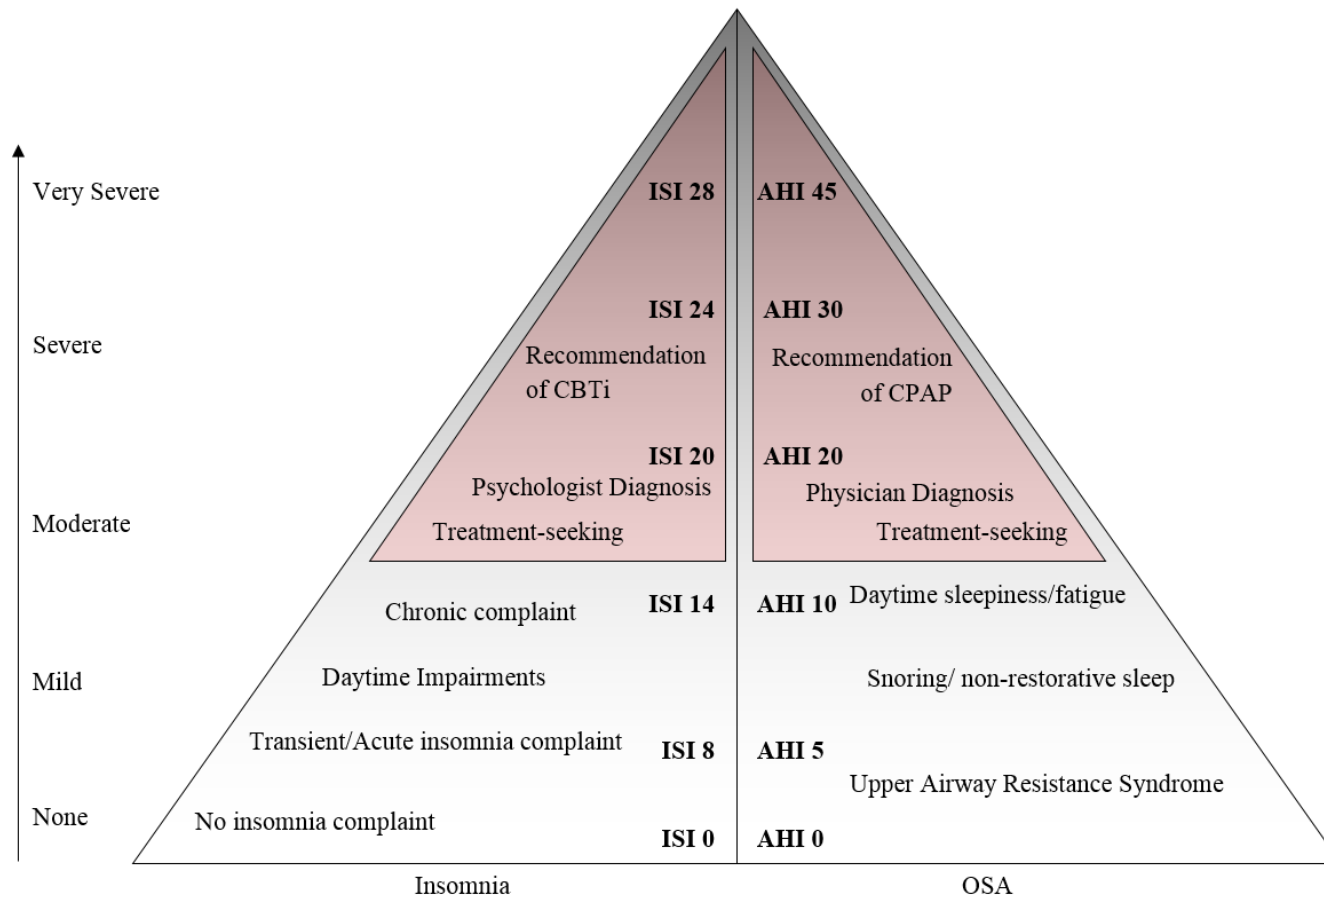 Very Severe
ISI 28
AHI 45
ISI 24
AHI 30
Severe
Recommendation
of CBTi
Recommendation
of CPAP
ISI 20
AHI 20
Psychologist Diagnosis
Physician Diagnosis
Moderate
Treatment-seeking
Treatment-seeking
Chronic complaint
ISI 14
AHI 10
Daytime sleepiness/fatigue
Mild
Daytime Impairments
Snoring/ non-restorative sleep
Transient/Acute insomnia complaint
ISI 8
AHI 5
Upper Airway Resistance Syndrome
None
No insomnia complaint
ISI 0
AHI 0
Insomnia
OSA